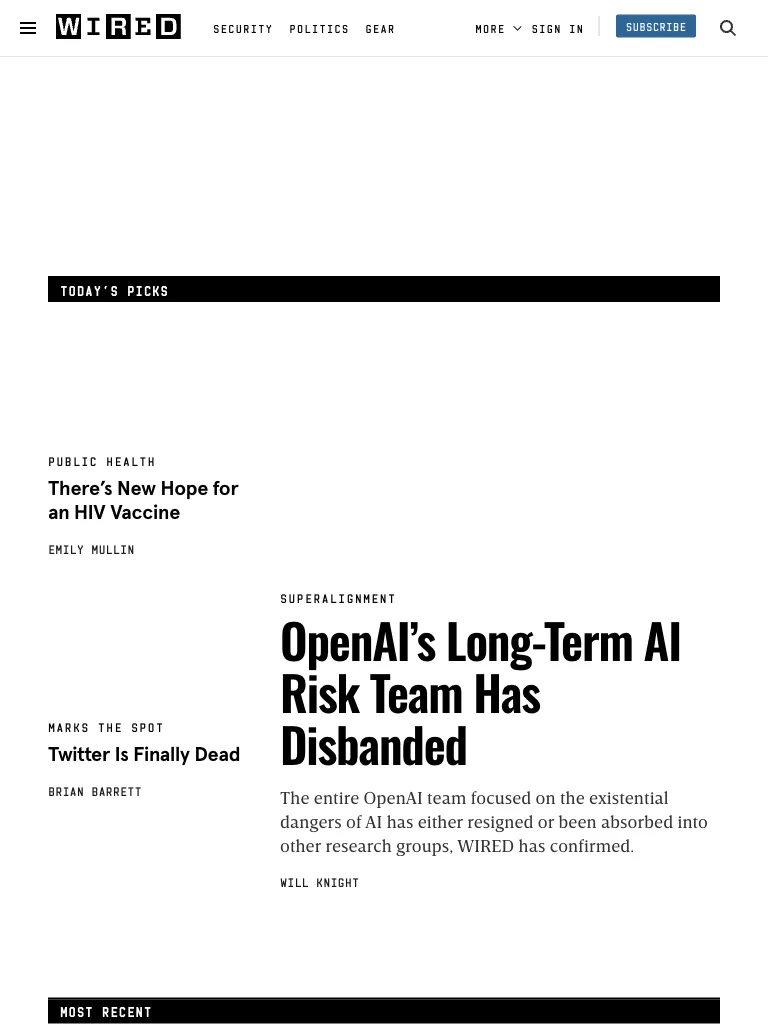 WIRED
SECURITY POLITICS GEAR MORE SIGN IN SUBSCRIBE
TODAY'S PICKS
PUBLIC HEALTH
There’s New Hope for
an HIV Vaccine
EMILY MULLIN
MARKS THE SPOT
Twitter Is Finally Dead
BRIAN BARRETT
SUPERALIGNMENT
OpenAI’s Long-Term AI
Risk Team Has
Disbanded
The entire OpenAI team focused on the existential
dangers of AI has either resigned or been absorbed into
other research groups, WIRED has confirmed.
WILL KNIGHT
MOST RECENT